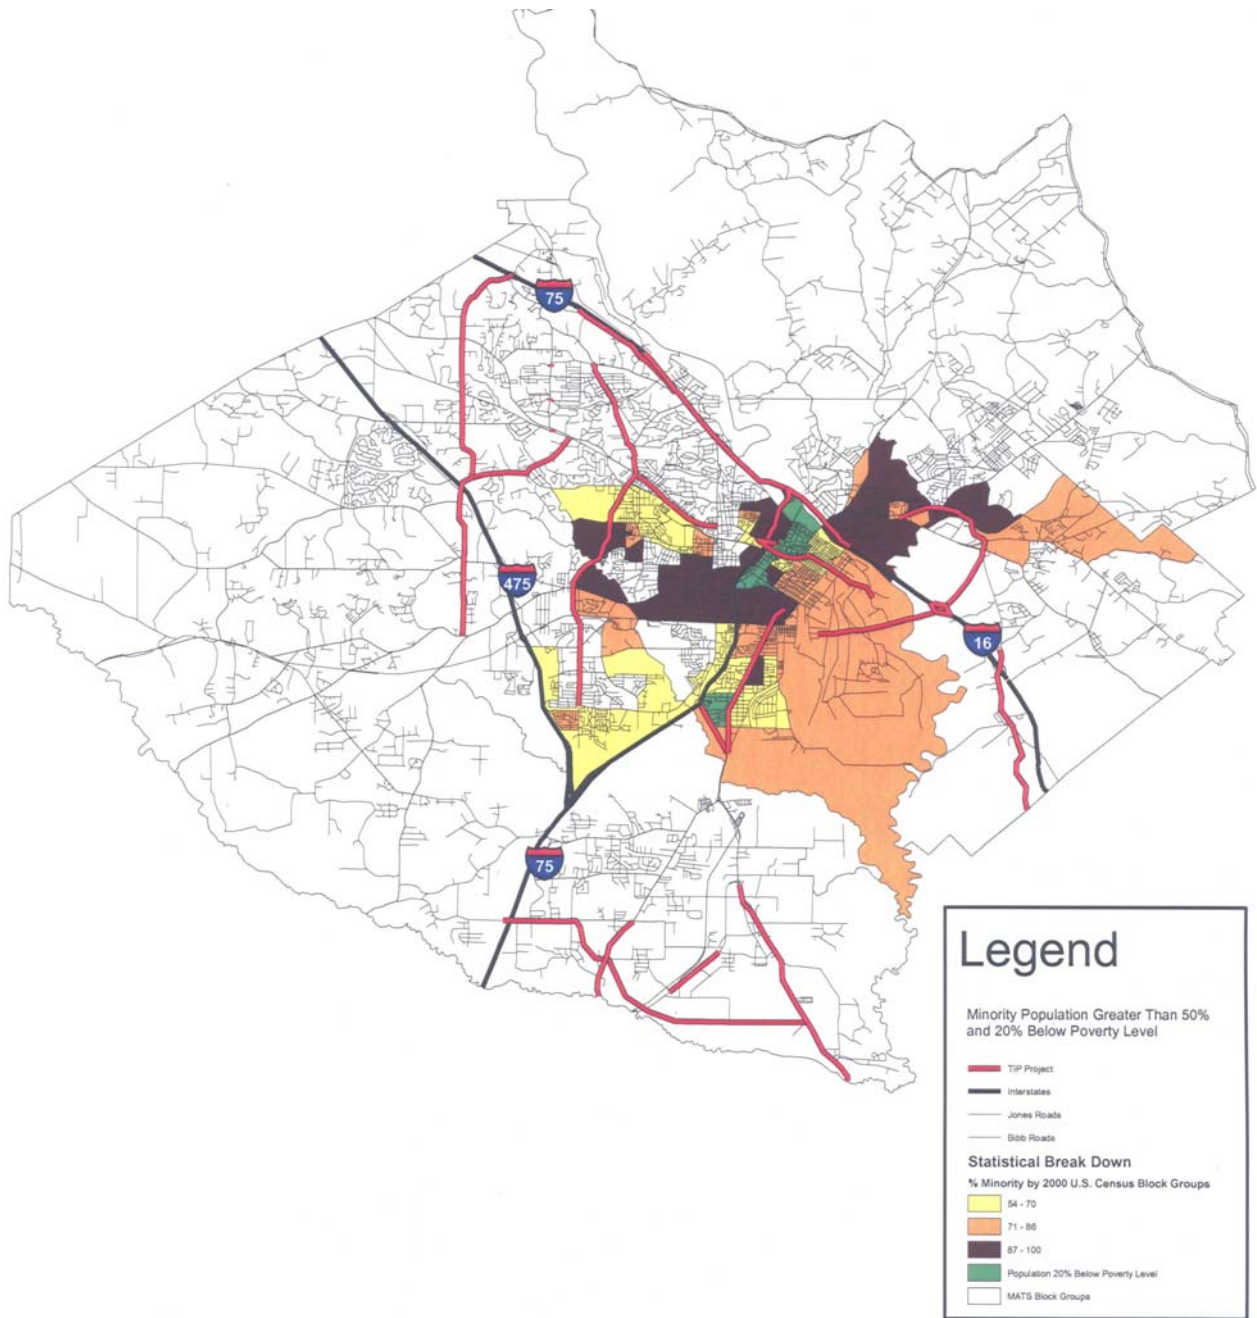 75
475
16
75
Legend
Minority Population Greater Than 50%
and 20% Below Poverty Level
TIP Project
Interstates
Jones Roads
Bibb Roads
Statistical Break Down
% Minority by 2000 U.S. Census Block Groups
54 - 70
71 - 86
87 - 100
Population 20% Below Poverty Level
MATS Block Groups